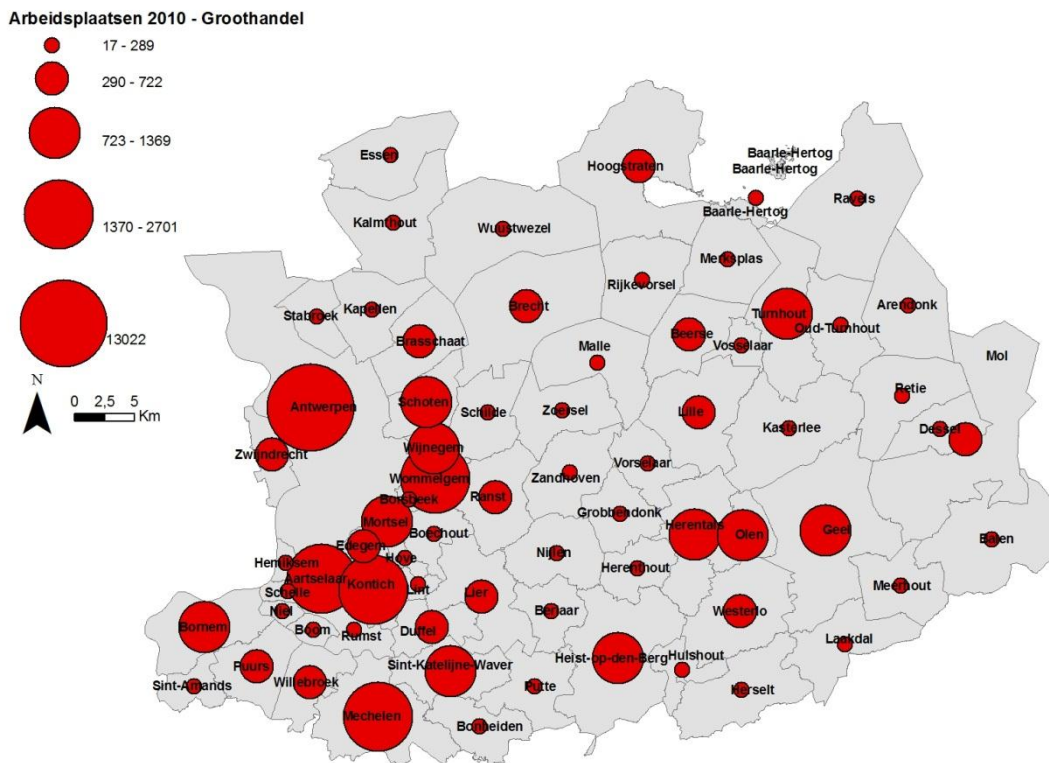 Arbeidsplaatsen 2010 - Groothandel
17 - 289
290 - 722
723 - 1369
1370 - 2701
13022
N
0 2,5 5
Km
Essen
Hoogstraten
Baarle-Hertog
Baarle-Hertog
Ravels
Baarle-Hertog
Kalmthout
Wuustwezel
Merksplas
Rijkevorsel
Stabroek
Kapellen
Brecht
Turnhout
Arendonk
Oud-Turnhout
Beerse
Brasschaat
Vosselaar
Malle
Mol
Retie
Antwerpen
Schoten
Schilde
Zoersel
Lille
Kasterlee
Dessel
Wijnegem
Zwijndrecht
Vorselaar
Wommelgem
Zandhoven
Borsbeek
Ranst
Grobbendonk
Mortsel
Boechout
Herentals
Olen
Geel
Balen
Edegem
Hove
Nijlen
Hemiksem
Herenthout
Aartselaar
Kontich
Lint
Schelle
Lier
Meerhout
Niel
Berlaar
Westerlo
Bornem
Boom
Rumst
Duffel
Laakdal
Heist-op-den-Berg
Hulshout
Puurs
Sint-Katelijne-Waver
Sint-Amands
Willebroek
Putte
Herselt
Mechelen
Bonheiden